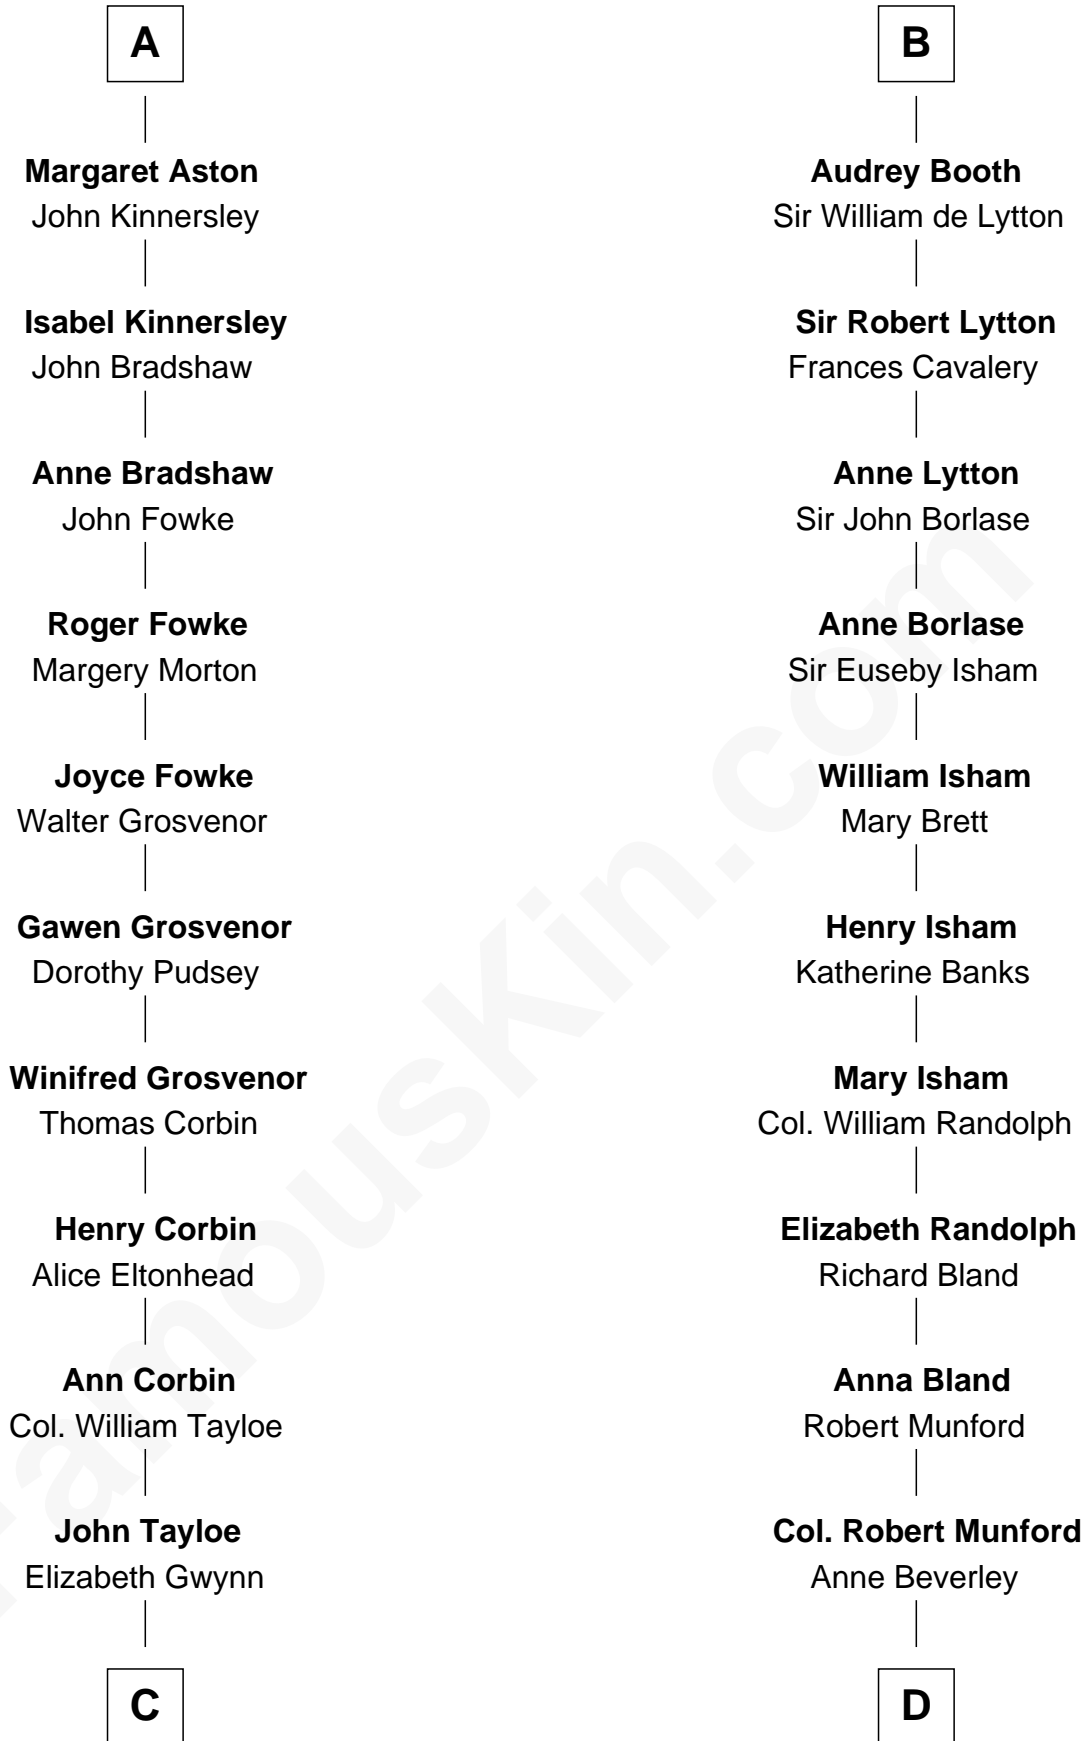 A
Margaret Aston
John Kinnersley
Isabel Kinnersley
John Bradshaw
Anne Bradshaw
John Fowke
Roger Fowke
Margery Morton
Joyce Fowke
Walter Grosvenor
Gawen Grosvenor
Dorothy Pudsey
Winifred Grosvenor
Thomas Corbin
Henry Corbin
Alice Eltonhead
Ann Corbin
Col. William Tayloe
John Tayloe
Elizabeth Gwynn
C
B
Audrey Booth
Sir William de Lytton
Sir Robert Lytton
Frances Cavalery
Anne Lytton
Sir John Borlase
Anne Borlase
Sir Euseby Isham
William Isham
Mary Brett
Henry Isham
Katherine Banks
Mary Isham
Col. William Randolph
Elizabeth Randolph
Richard Bland
Anna Bland
Robert Munford
Col. Robert Munford
Anne Beverley
D
FamousKin.com